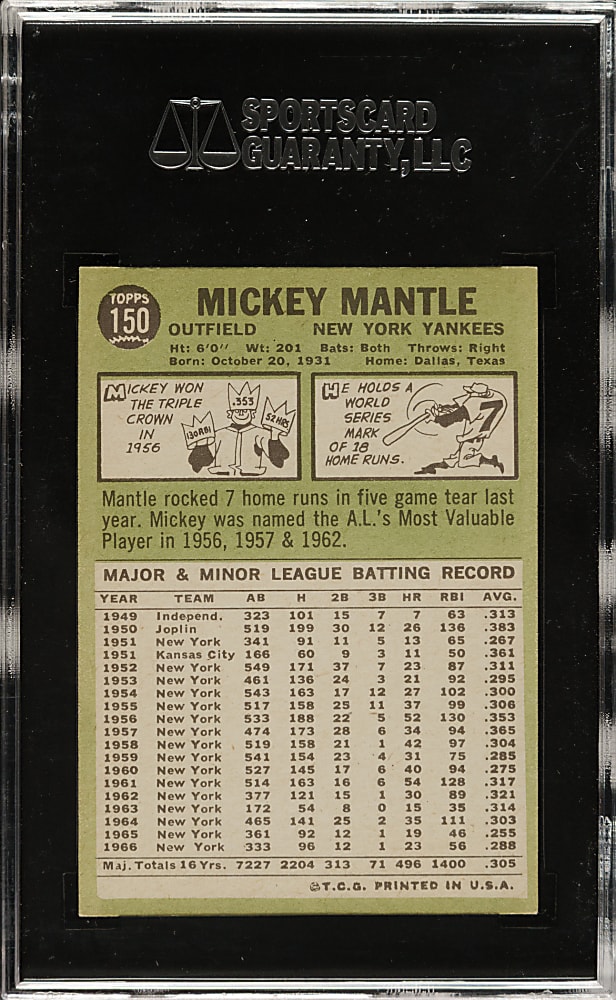 SPORTSCARD
GUARANTY, LLC
TOPPS
150
MICKEY MANTLE
OUTFIELD NEW YORK YANKEES
Ht: 6'0" Wt: 201 Bats: Both Throws: Right
Born: October 20, 1931 Home: Dallas, Texas
MICKEY WON
THE TRIPLE
CROWN
IN
1956
.353
130 RBI
52 HRS
HE HOLDS A
WORLD
SERIES
MARK
OF 18
HOME RUNS.
7
Mantle rocked 7 home runs in five game tear last
year. Mickey was named the A.L.'s Most Valuable
Player in 1956, 1957 & 1962.
MAJOR & MINOR LEAGUE BATTING RECORD
YEAR TEAM AB H 2B 3B HR RBI AVG.
1949 Independ. 323 101 15 7 7 63 .313
1950 Joplin 519 199 30 12 26 136 .383
1951 New York 341 91 11 5 13 65 .267
1951 Kansas City 166 60 9 3 11 50 .361
1952 New York 549 171 37 7 23 87 .311
1953 New York 461 136 24 3 21 92 .295
1954 New York 543 163 17 12 27 102 .300
1955 New York 517 158 25 11 37 99 .306
1956 New York 533 188 22 5 52 130 .353
1957 New York 474 173 28 6 34 94 .365
1958 New York 519 158 21 1 42 97 .304
1959 New York 541 154 23 4 31 75 .285
1960 New York 527 145 17 6 40 94 .275
1961 New York 514 163 16 6 54 128 .317
1962 New York 377 121 15 1 30 89 .321
1963 New York 172 54 8 0 15 35 .314
1964 New York 465 141 25 2 35 111 .303
1965 New York 361 92 12 1 19 46 .255
1966 New York 333 96 12 1 23 56 .288
Maj. Totals 16 Yrs. 7227 2204 313 71 496 1400 .305
©T.C.G. PRINTED IN U.S.A.